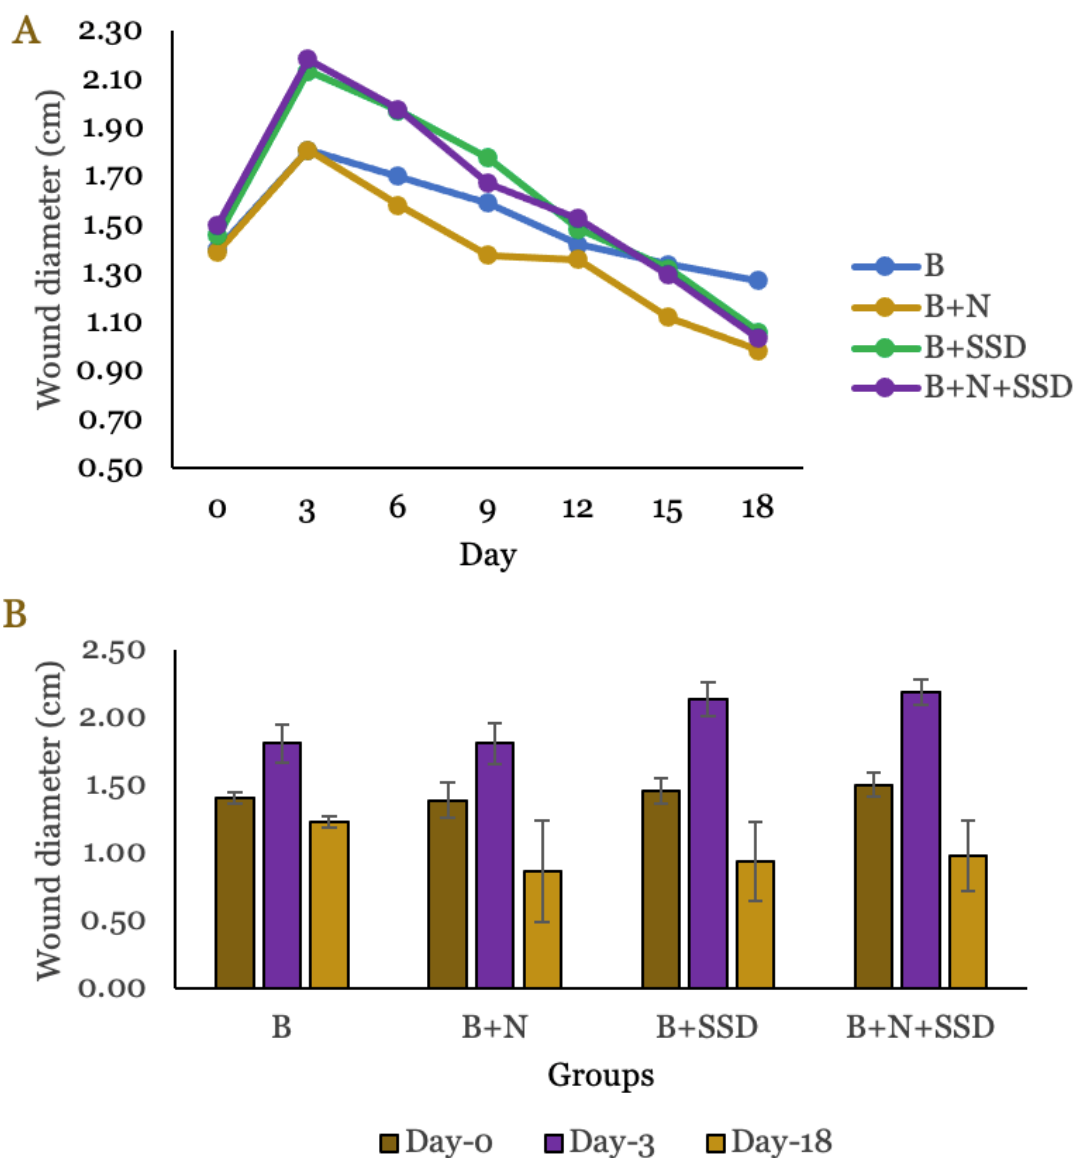 A
2.30
2.10
1.90
1.70
1.50
1.30
1.10
0.90
0.70
0.50
Wound diameter (cm)
0 3 6 9 12 15 18
Day
B
B+N
B+SSD
B+N+SSD
B
2.50
2.00
1.50
1.00
0.50
0.00
Wound diameter (cm)
B B+N B+SSD B+N+SSD
Groups
Day-0 Day-3 Day-18